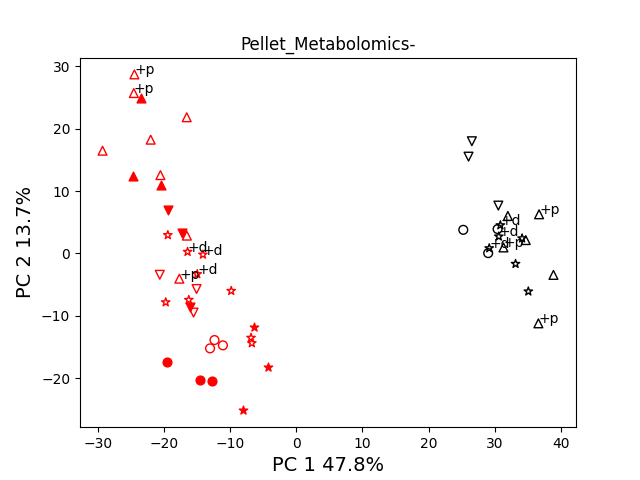 Pellet_Metabolomics-
30
20
10
0
−10
−20
PC 2 13.7%
+p
+p
+p
+d
+d
+d
+d
+d
+p
+d
+p
+p
−30
−20
−10
0
10
20
30
40
PC 1 47.8%